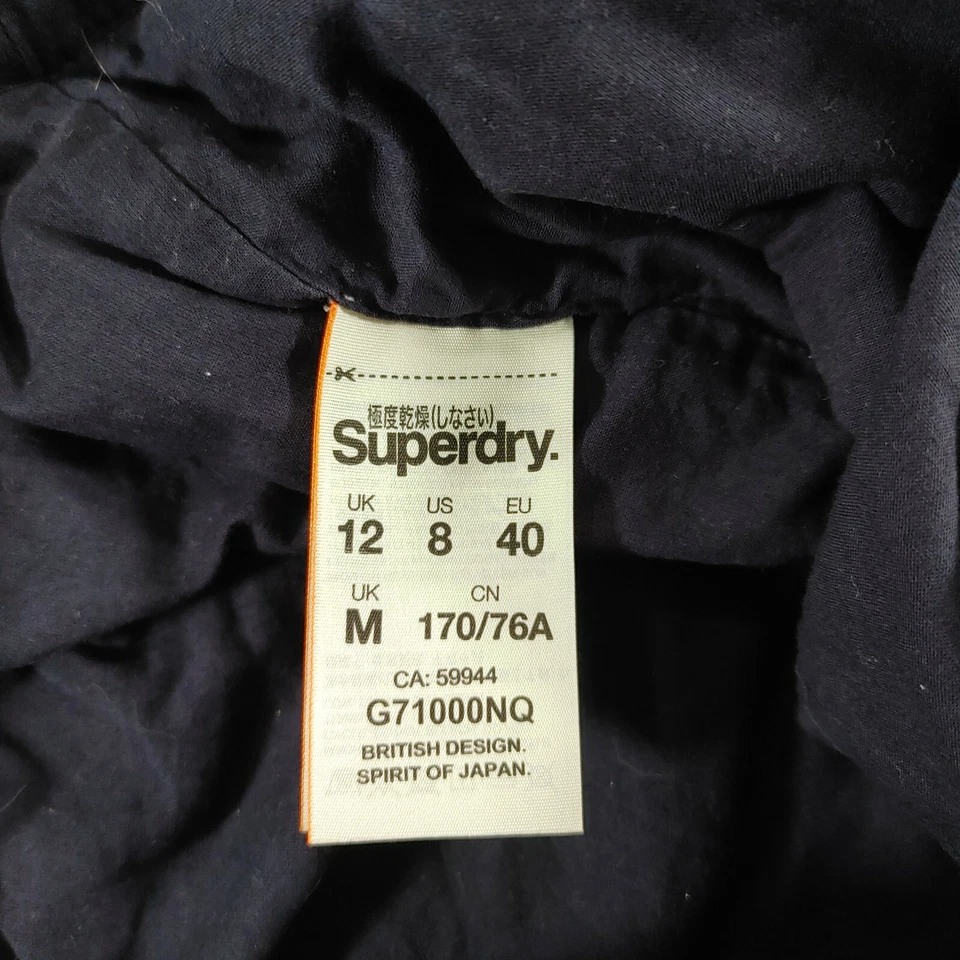 極度乾燥(しなさい)
Superdry.
UK US EU
12 8 40
UK CN
M 170/76A
CA: 59944
G71000NQ
BRITISH DESIGN.
SPIRIT OF JAPAN.